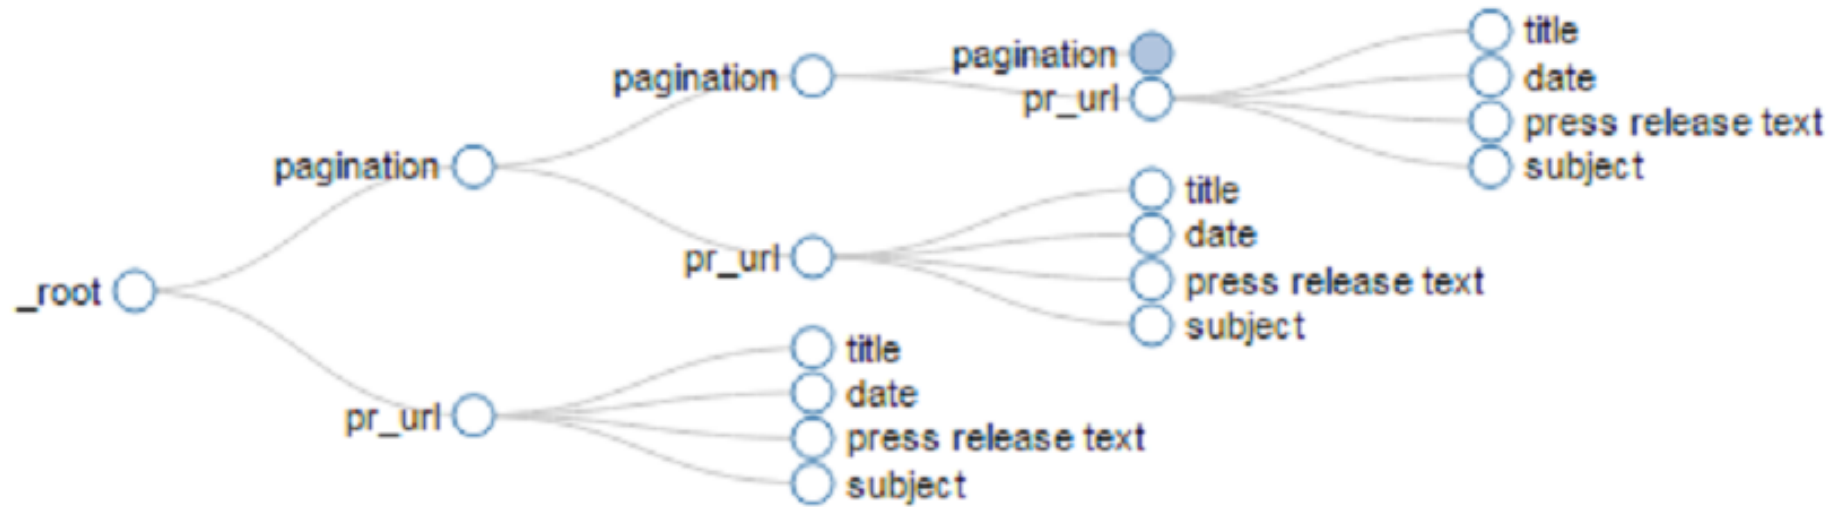 title
pagination
date
pagination
pr_url
press release text
pagination
subject
title
date
pr_url
press release text
_root
subject
title
date
pr_url
press release text
subject